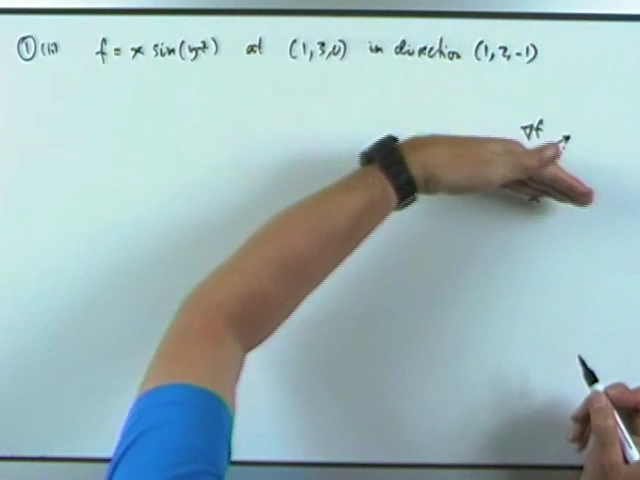 ① (ii) f = x sin(yz) at (1, 3, 0) in direction (1, 2, -1)
∇f